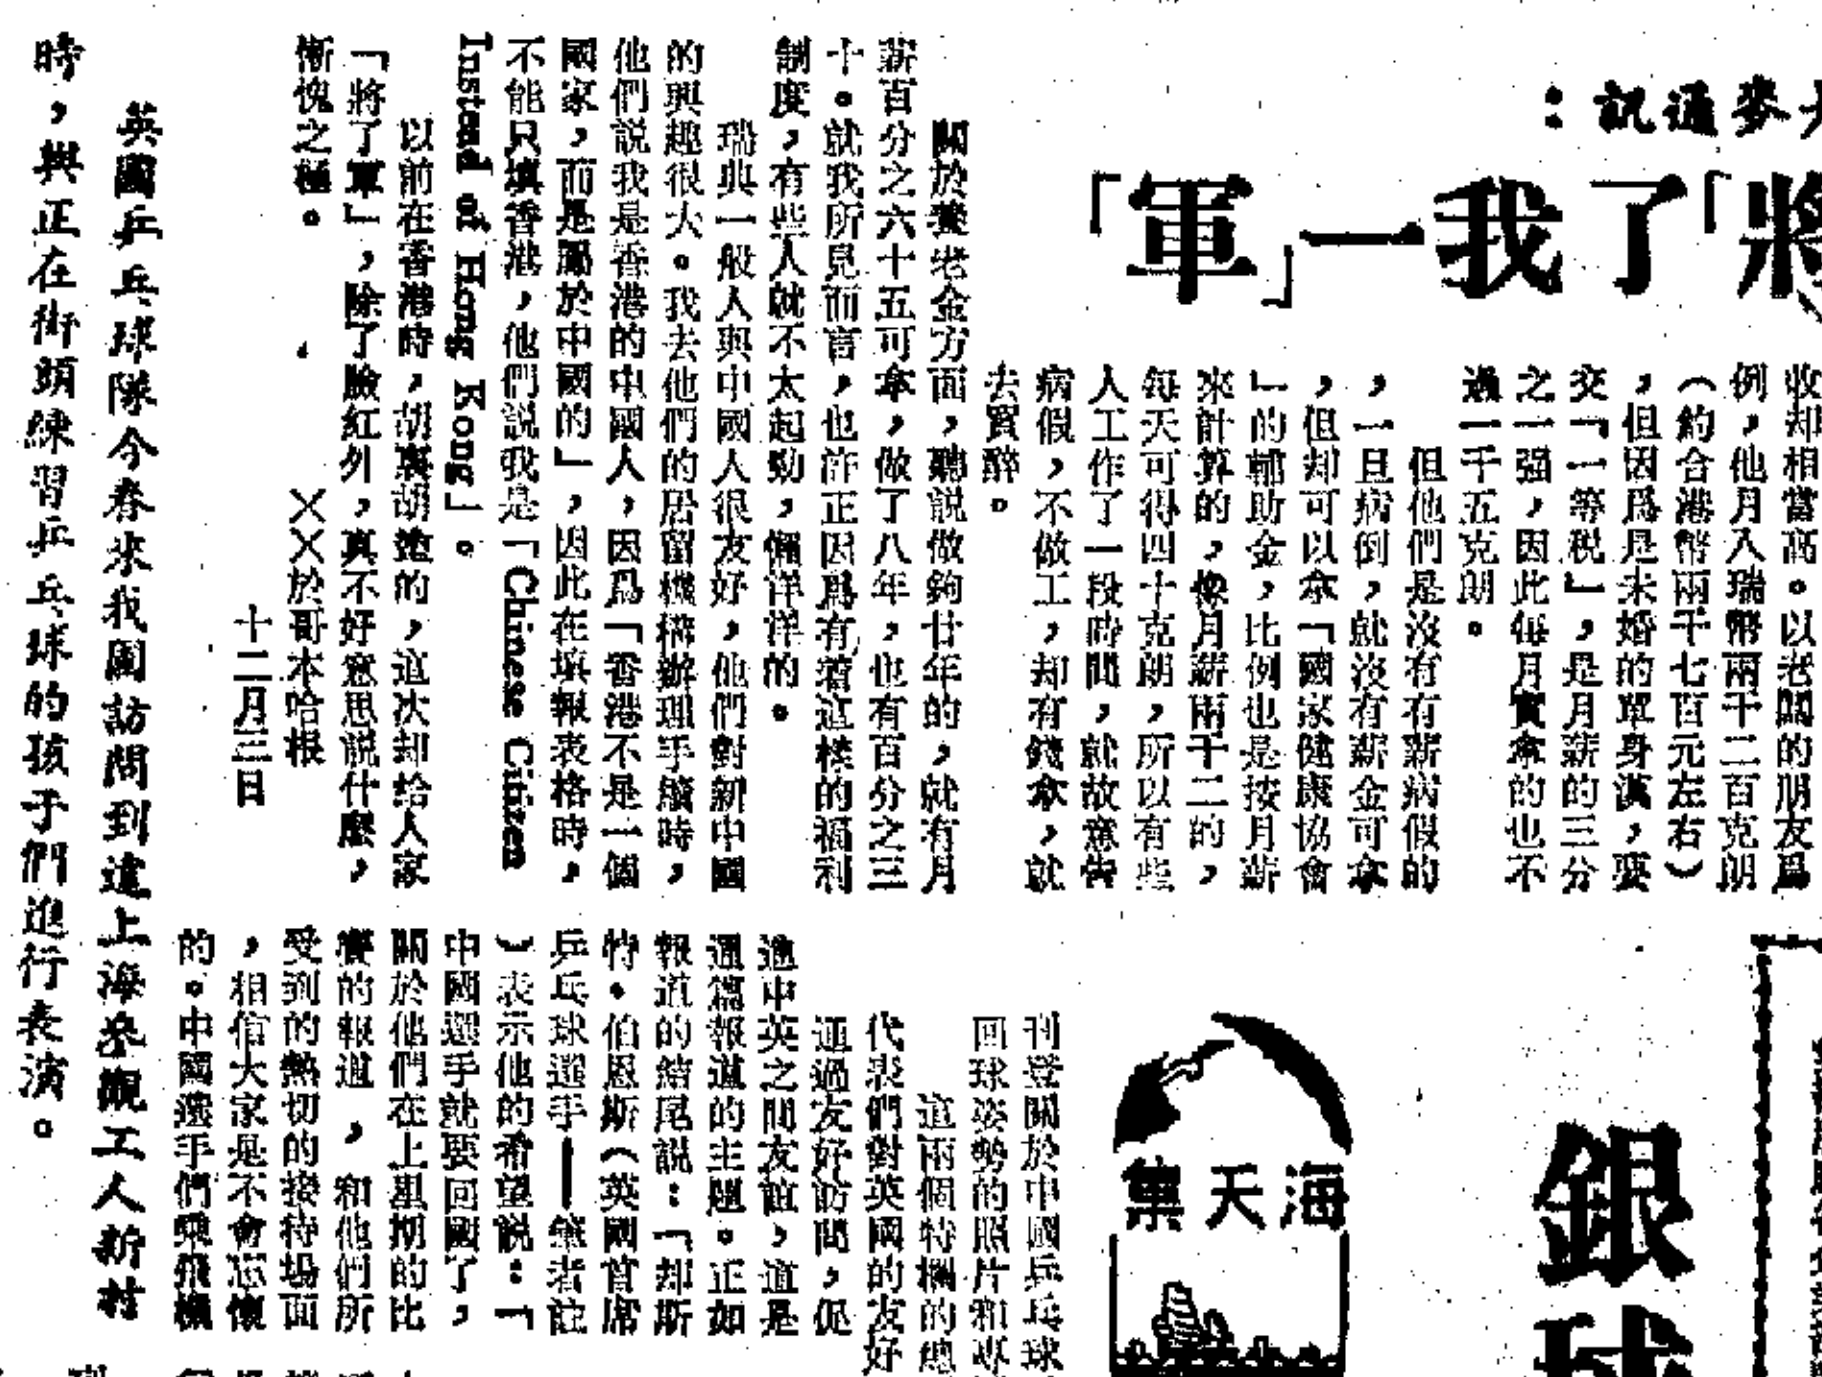 麥通訊：
將「了我一「軍」
收却相當高。以老闆的朋友爲
例，他月入瑞幣兩千二百克朗
（約合港幣兩千七百元左右）
，但因爲是未婚的單身漢，要
交「一等税」，是月薪的三分
之一强，因此每月實拿的也不
過一千五克朗。
但他們是沒有有薪病假的
，一旦病倒，就沒有薪金可拿
，但却可以拿「國家健康協會
」的輔助金，比例也是按月薪
來計算的，像月薪兩千二的，
每天可得四十克朗，所以有些
人工作了一段時間，就故意告
病假，不做工，却有錢拿，就
去買醉。
關於養老金方面，聽説做夠廿年的，就有月
薪百分之六十五可拿，做了八年，也有百分之三
十。就我所見而言，也許正因爲有着這樣的福利
制度，有些人就不太起勁，懶洋洋的。
瑞典一般人與中國人很友好，他們對新中國
的興趣很大。我去他們的居留機構辦理手續時，
他們説我是香港的中國人，因爲「香港不是一個
國家，而是屬於中國的」，因此在填報表格時，
不能只填香港，他們説我是「Chinese Citizen
Instead of Hong Kong」。
以前在香港時，胡裏胡塗的，這次却給人家
「將了軍」，除了臉紅外，真不好意思説什麼，
慚愧之極。
××於哥本哈根
十二月三日
英國乒乓球隊今春來我國訪問到達上海參觀工人新村
時，與正在街頭練習乒乓球的孩子們進行表演。
銀球
海天集
刊登關於中國乒乓球
回球姿勢的照片和專
這兩個特欄的總
代表們對英國的友好
通過友好訪問，促
進中英之間友誼，這是
通篇報道的主題。正如
報道的結尾説：「却斯
特．伯恩斯（英國首席
乒乓球選手——筆者註
）表示他的希望説：「
中國選手就要回國了，
關於他們在上星期的比
賽的報道，和他們所
受到的熱切的接待場面
，相信大家是不會忘懷
的。中國選手們乘飛機